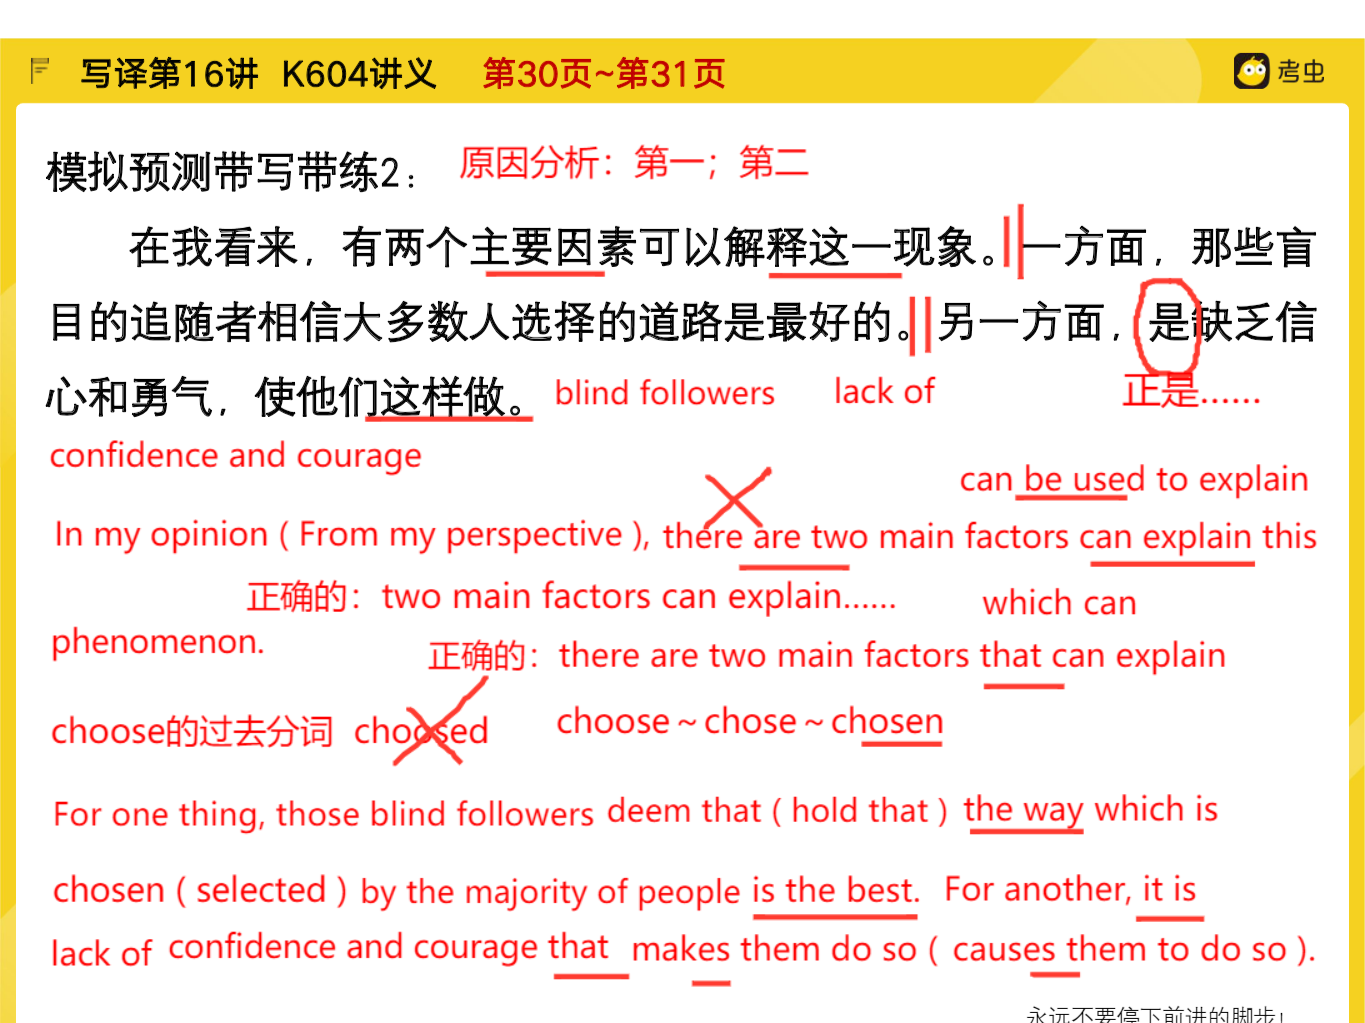 写译第16讲 K604讲义 第30页~第31页
考虫
模拟预测带写带练2：
原因分析：第一；第二
在我看来，有两个主要因素可以解释这一现象。一方面，那些盲
目的追随者相信大多数人选择的道路是最好的。另一方面，是缺乏信
心和勇气，使他们这样做。
blind followers lack of 正是……
confidence and courage
can be used to explain
In my opinion ( From my perspective ), there are two main factors can explain this
正确的：two main factors can explain…… which can
phenomenon.
正确的：there are two main factors that can explain
choose的过去分词 choosed choose ~ chose ~ chosen
For one thing, those blind followers deem that ( hold that ) the way which is
chosen ( selected ) by the majority of people is the best. For another, it is
lack of confidence and courage that makes them do so ( causes them to do so ).
永远不要停下前进的脚步！